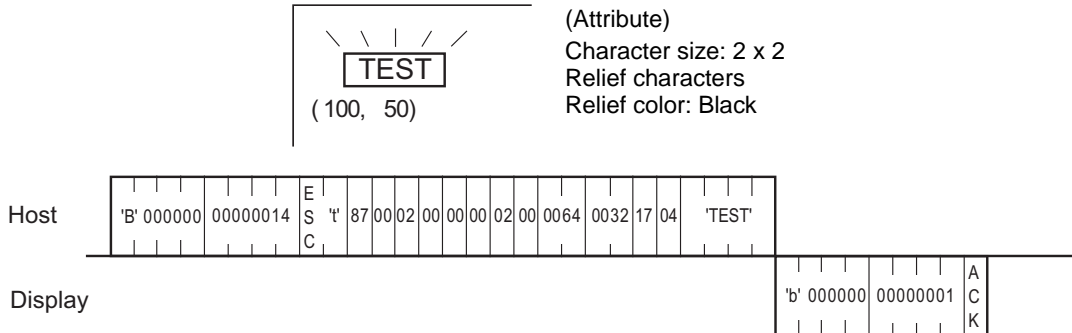 TEST
( 100, 50)
(Attribute)
Character size: 2 x 2
Relief characters
Relief color: Black
Host
'B' 000000 00000014 ESC 't' 87 00 02 00 00 00 02 00 0064 0032 17 04 'TEST'
Display
'b' 000000 00000001 ACK